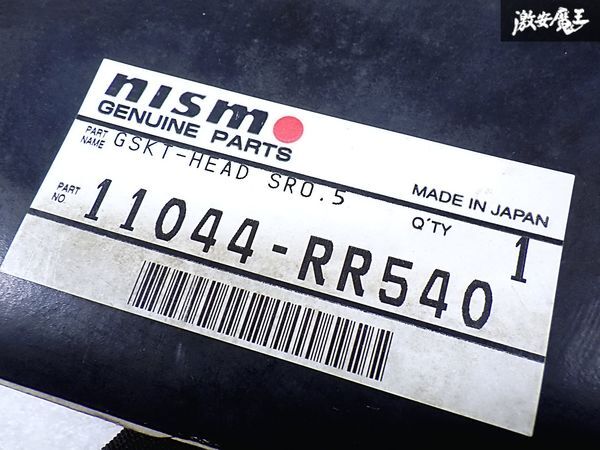 激安魔王
nismo
GENUINE PARTS
PART NAME GSKT-HEAD SR0.5
MADE IN JAPAN
PART NO. 11044-RR540
Q'TY 1